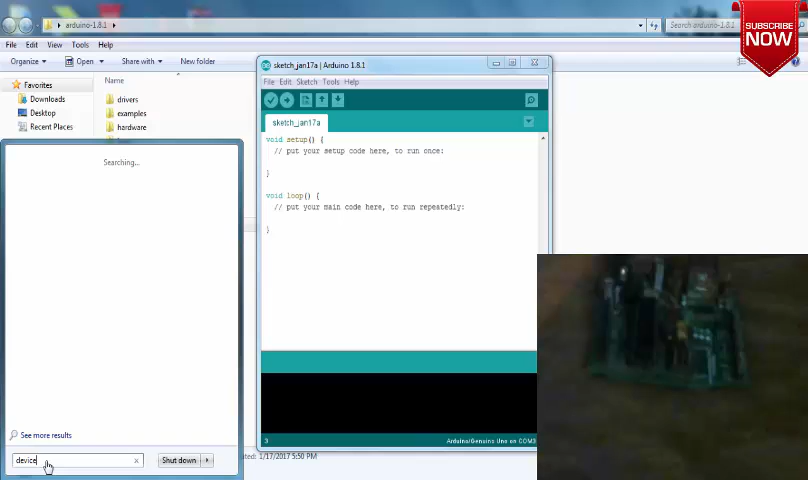 SUBSCRIBE
NOW
arduino-1.8.1
Search arduino-1.8.1
File Edit View Tools Help
Organize Open Share with New folder
Favorites
Downloads
Desktop
Recent Places
Name
drivers
examples
hardware
sketch_jan17a | Arduino 1.8.1
File Edit Sketch Tools Help
sketch_jan17a
void setup() {
// put your setup code here, to run once:
}
void loop() {
// put your main code here, to run repeatedly:
}
3
Arduino/Genuino Uno on COM3
Searching...
See more results
device
Shut down
1/17/2017 5:50 PM